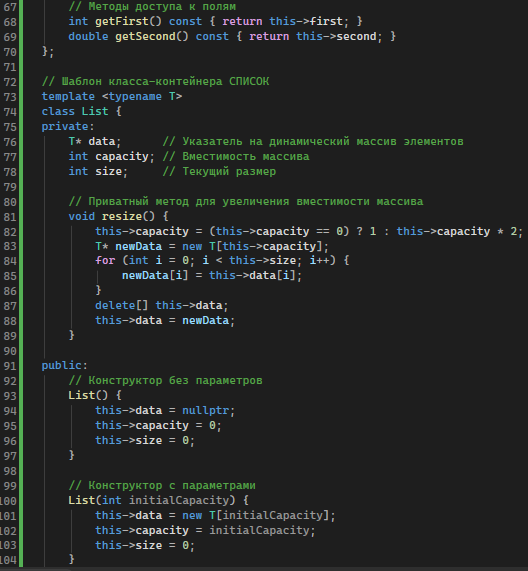 67 // Методы доступа к полям
68 int getFirst() const { return this->first; }
69 double getSecond() const { return this->second; }
70 };
71
72 // Шаблон класса-контейнера СПИСОК
73 template <typename T>
74 class List {
75 private:
76 T* data; // Указатель на динамический массив элементов
77 int capacity; // Вместимость массива
78 int size; // Текущий размер
79
80 // Приватный метод для увеличения вместимости массива
81 void resize() {
82 this->capacity = (this->capacity == 0) ? 1 : this->capacity * 2;
83 T* newData = new T[this->capacity];
84 for (int i = 0; i < this->size; i++) {
85 newData[i] = this->data[i];
86 }
87 delete[] this->data;
88 this->data = newData;
89 }
90
91 public:
92 // Конструктор без параметров
93 List() {
94 this->data = nullptr;
95 this->capacity = 0;
96 this->size = 0;
97 }
98
99 // Конструктор с параметрами
100 List(int initialCapacity) {
101 this->data = new T[initialCapacity];
102 this->capacity = initialCapacity;
103 this->size = 0;
104 }